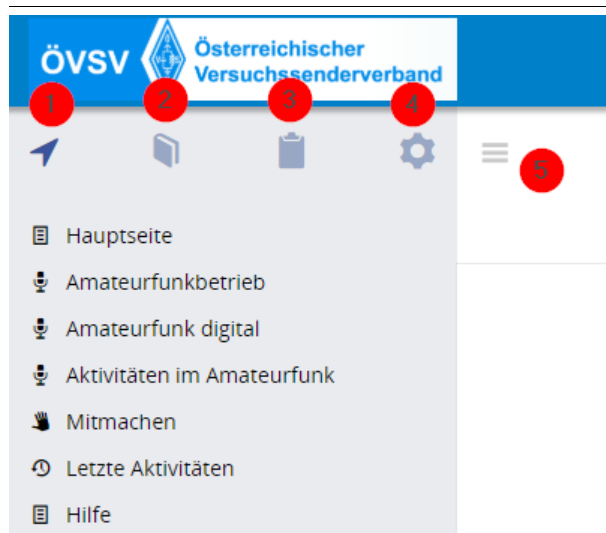 ÖVSV
Österreichischer
Versuchssenderverband
1
2
3
4
5
Hauptseite
Amateurfunkbetrieb
Amateurfunk digital
Aktivitäten im Amateurfunk
Mitmachen
Letzte Aktivitäten
Hilfe